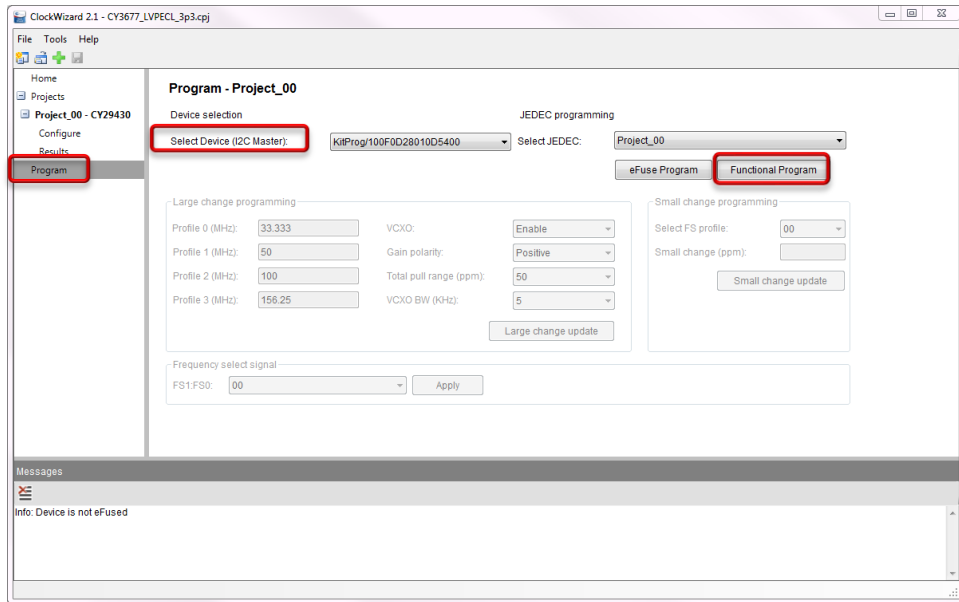 ClockWizard 2.1 - CY3677_LVPECL_3p3.cpj
File Tools Help
Home
Projects
Project_00 - CY29430
Configure
Results
Program
Program - Project_00
Device selection
JEDEC programming
Select Device (I2C Master): KitProg/100F0D28010D5400 Select JEDEC: Project_00
eFuse Program Functional Program
Large change programming
Profile 0 (MHz): 33.333 VCXO: Enable
Profile 1 (MHz): 50 Gain polarity: Positive
Profile 2 (MHz): 100 Total pull range (ppm): 50
Profile 3 (MHz): 156.25 VCXO BW (KHz): 5
Large change update
Small change programming
Select FS profile: 00
Small change (ppm):
Small change update
Frequency select signal
FS1:FS0: 00 Apply
Messages
Info: Device is not eFused